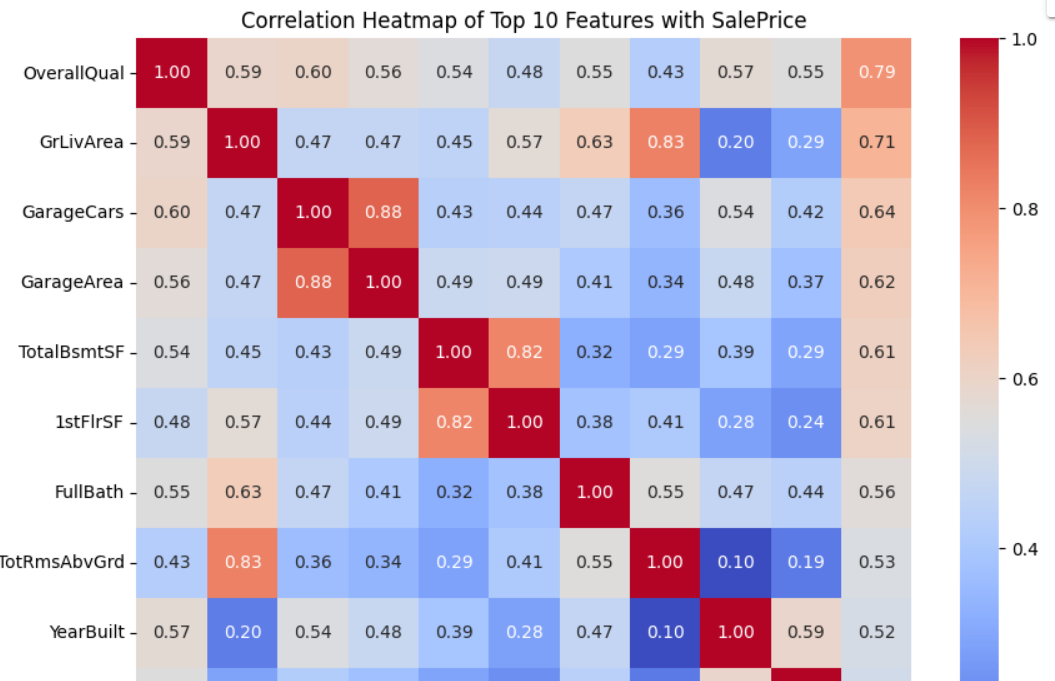 Correlation Heatmap of Top 10 Features with SalePrice
OverallQual 1.00 0.59 0.60 0.56 0.54 0.48 0.55 0.43 0.57 0.55 0.79
GrLivArea 0.59 1.00 0.47 0.47 0.45 0.57 0.63 0.83 0.20 0.29 0.71
GarageCars 0.60 0.47 1.00 0.88 0.43 0.44 0.47 0.36 0.54 0.42 0.64
GarageArea 0.56 0.47 0.88 1.00 0.49 0.49 0.41 0.34 0.48 0.37 0.62
TotalBsmtSF 0.54 0.45 0.43 0.49 1.00 0.82 0.32 0.29 0.39 0.29 0.61
1stFlrSF 0.48 0.57 0.44 0.49 0.82 1.00 0.38 0.41 0.28 0.24 0.61
FullBath 0.55 0.63 0.47 0.41 0.32 0.38 1.00 0.55 0.47 0.44 0.56
TotRmsAbvGrd 0.43 0.83 0.36 0.34 0.29 0.41 0.55 1.00 0.10 0.19 0.53
YearBuilt 0.57 0.20 0.54 0.48 0.39 0.28 0.47 0.10 1.00 0.59 0.52
1.0
0.8
0.6
0.4